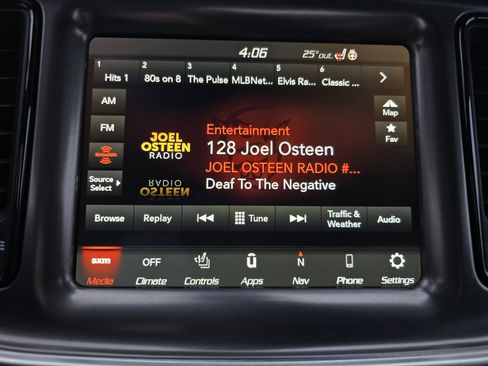 4:06
25°out.
1 2 3 4 5 6
Hits 1 80s on 8 The Pulse MLBNet... Elvis Ra... Classic ...
AM
FM
Map
Fav
Source
Select
JOEL
OSTEEN
RADIO
Entertainment
128 Joel Osteen
JOEL OSTEEN RADIO #...
Deaf To The Negative
Browse Replay Tune Traffic & Weather Audio
sxm OFF N
Media Climate Controls Apps Nav Phone Settings